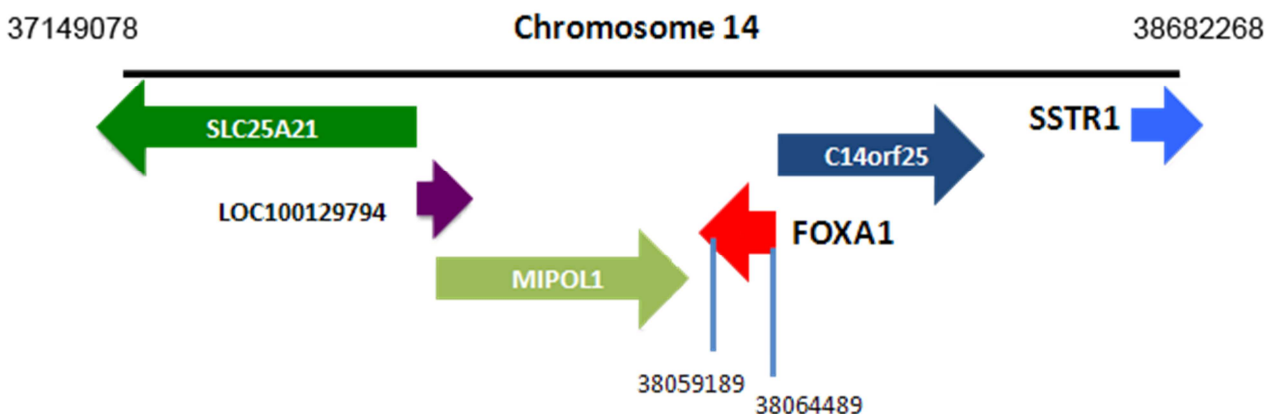 37149078
Chromosome 14
38682268
SLC25A21
SSTR1
C14orf25
LOC100129794
FOXA1
MIPOL1
38059189
38064489